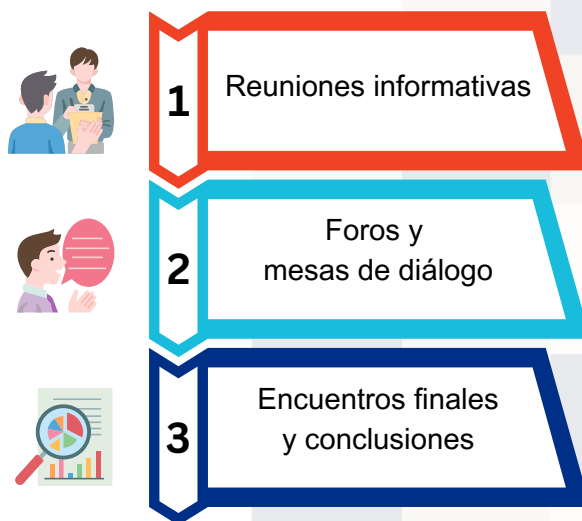 1
Reuniones informativas
2
Foros y
mesas de diálogo
3
Encuentros finales
y conclusiones